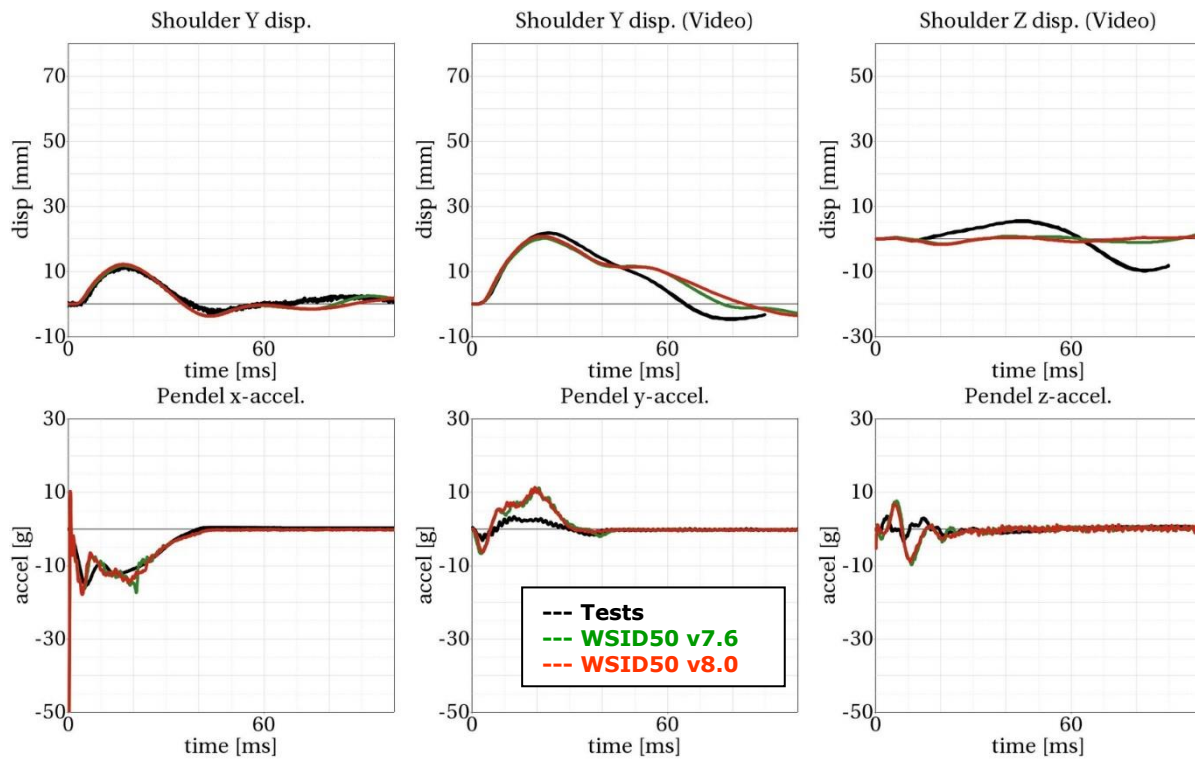 Shoulder Y disp.
Shoulder Y disp. (Video)
Shoulder Z disp. (Video)
70
50
30
10
-10
disp [mm]
0
60
time [ms]
70
50
30
10
-10
disp [mm]
0
60
time [ms]
50
30
10
-10
-30
disp [mm]
0
60
time [ms]
Pendel x-accel.
Pendel y-accel.
Pendel z-accel.
30
10
-10
-30
-50
accel [g]
0
60
time [ms]
30
10
-10
-30
-50
accel [g]
0
60
time [ms]
30
10
-10
-30
-50
accel [g]
0
60
time [ms]
--- Tests
--- WSID50 v7.6
--- WSID50 v8.0